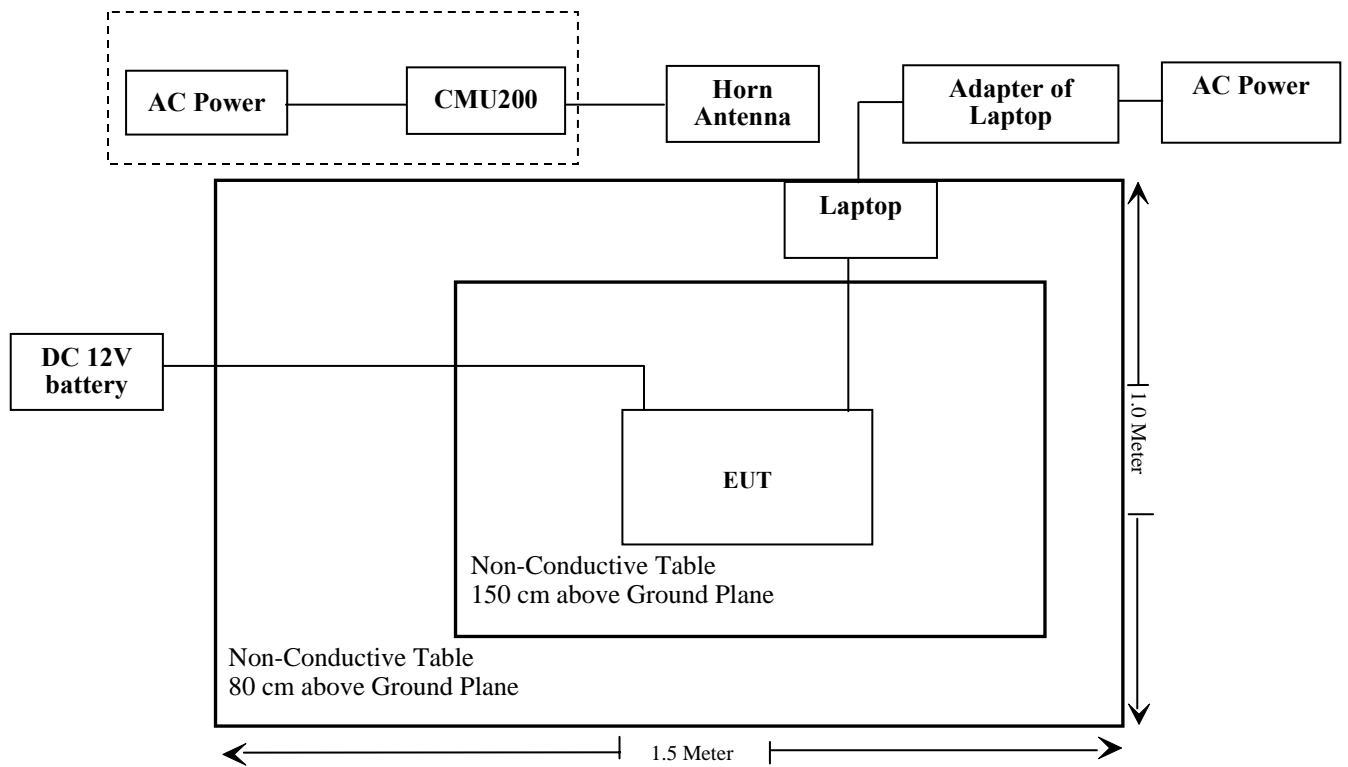 AC Power
CMU200
Horn
Antenna
Adapter of
Laptop
AC Power
Laptop
DC 12V
battery
1.0 Meter
EUT
Non-Conductive Table
150 cm above Ground Plane
Non-Conductive Table
80 cm above Ground Plane
1.5 Meter